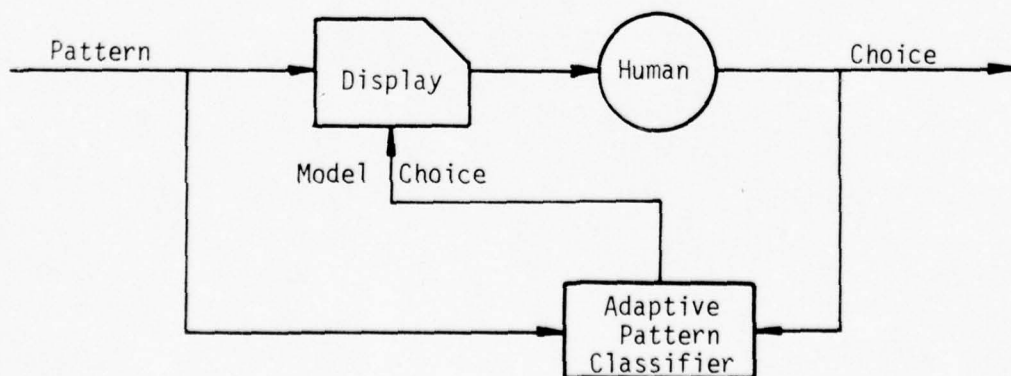 Pattern
Display
Human
Choice
Model Choice
Adaptive
Pattern
Classifier